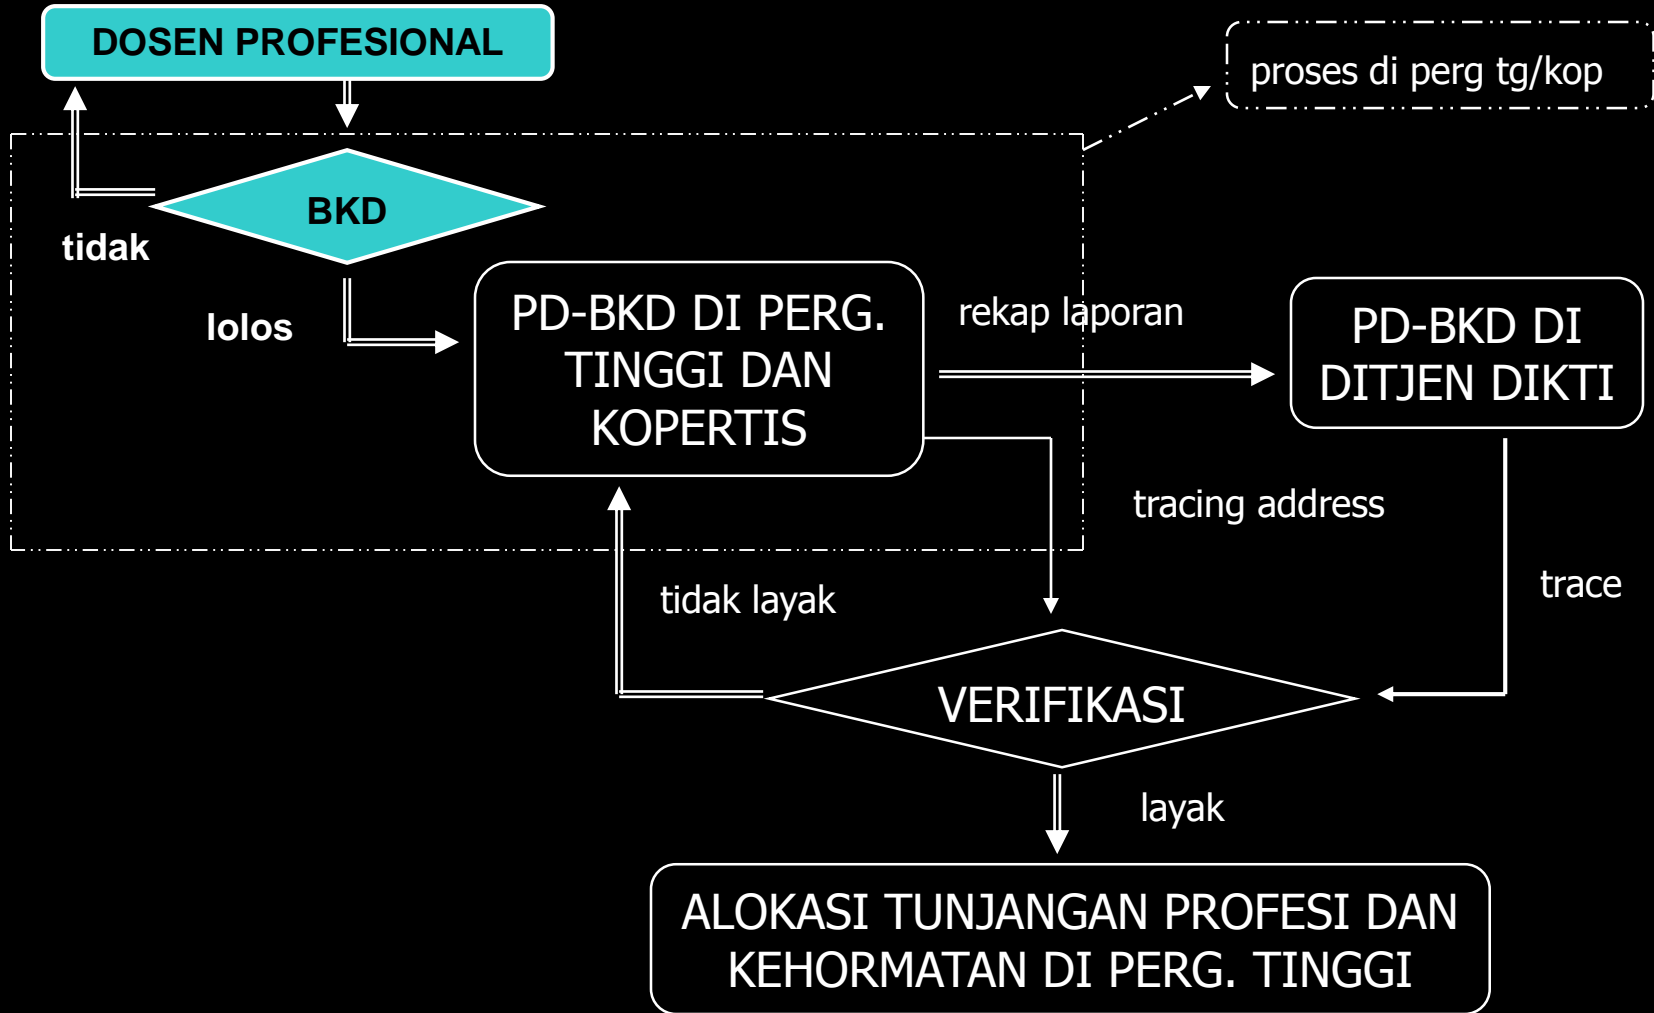 DOSEN PROFESIONAL
proses di perg tg/kop
BKD
tidak
lolos
PD-BKD DI PERG.
TINGGI DAN
KOPERTIS
rekap laporan
PD-BKD DI
DITJEN DIKTI
tracing address
tidak layak
trace
VERIFIKASI
layak
ALOKASI TUNJANGAN PROFESI DAN
KEHORMATAN DI PERG. TINGGI